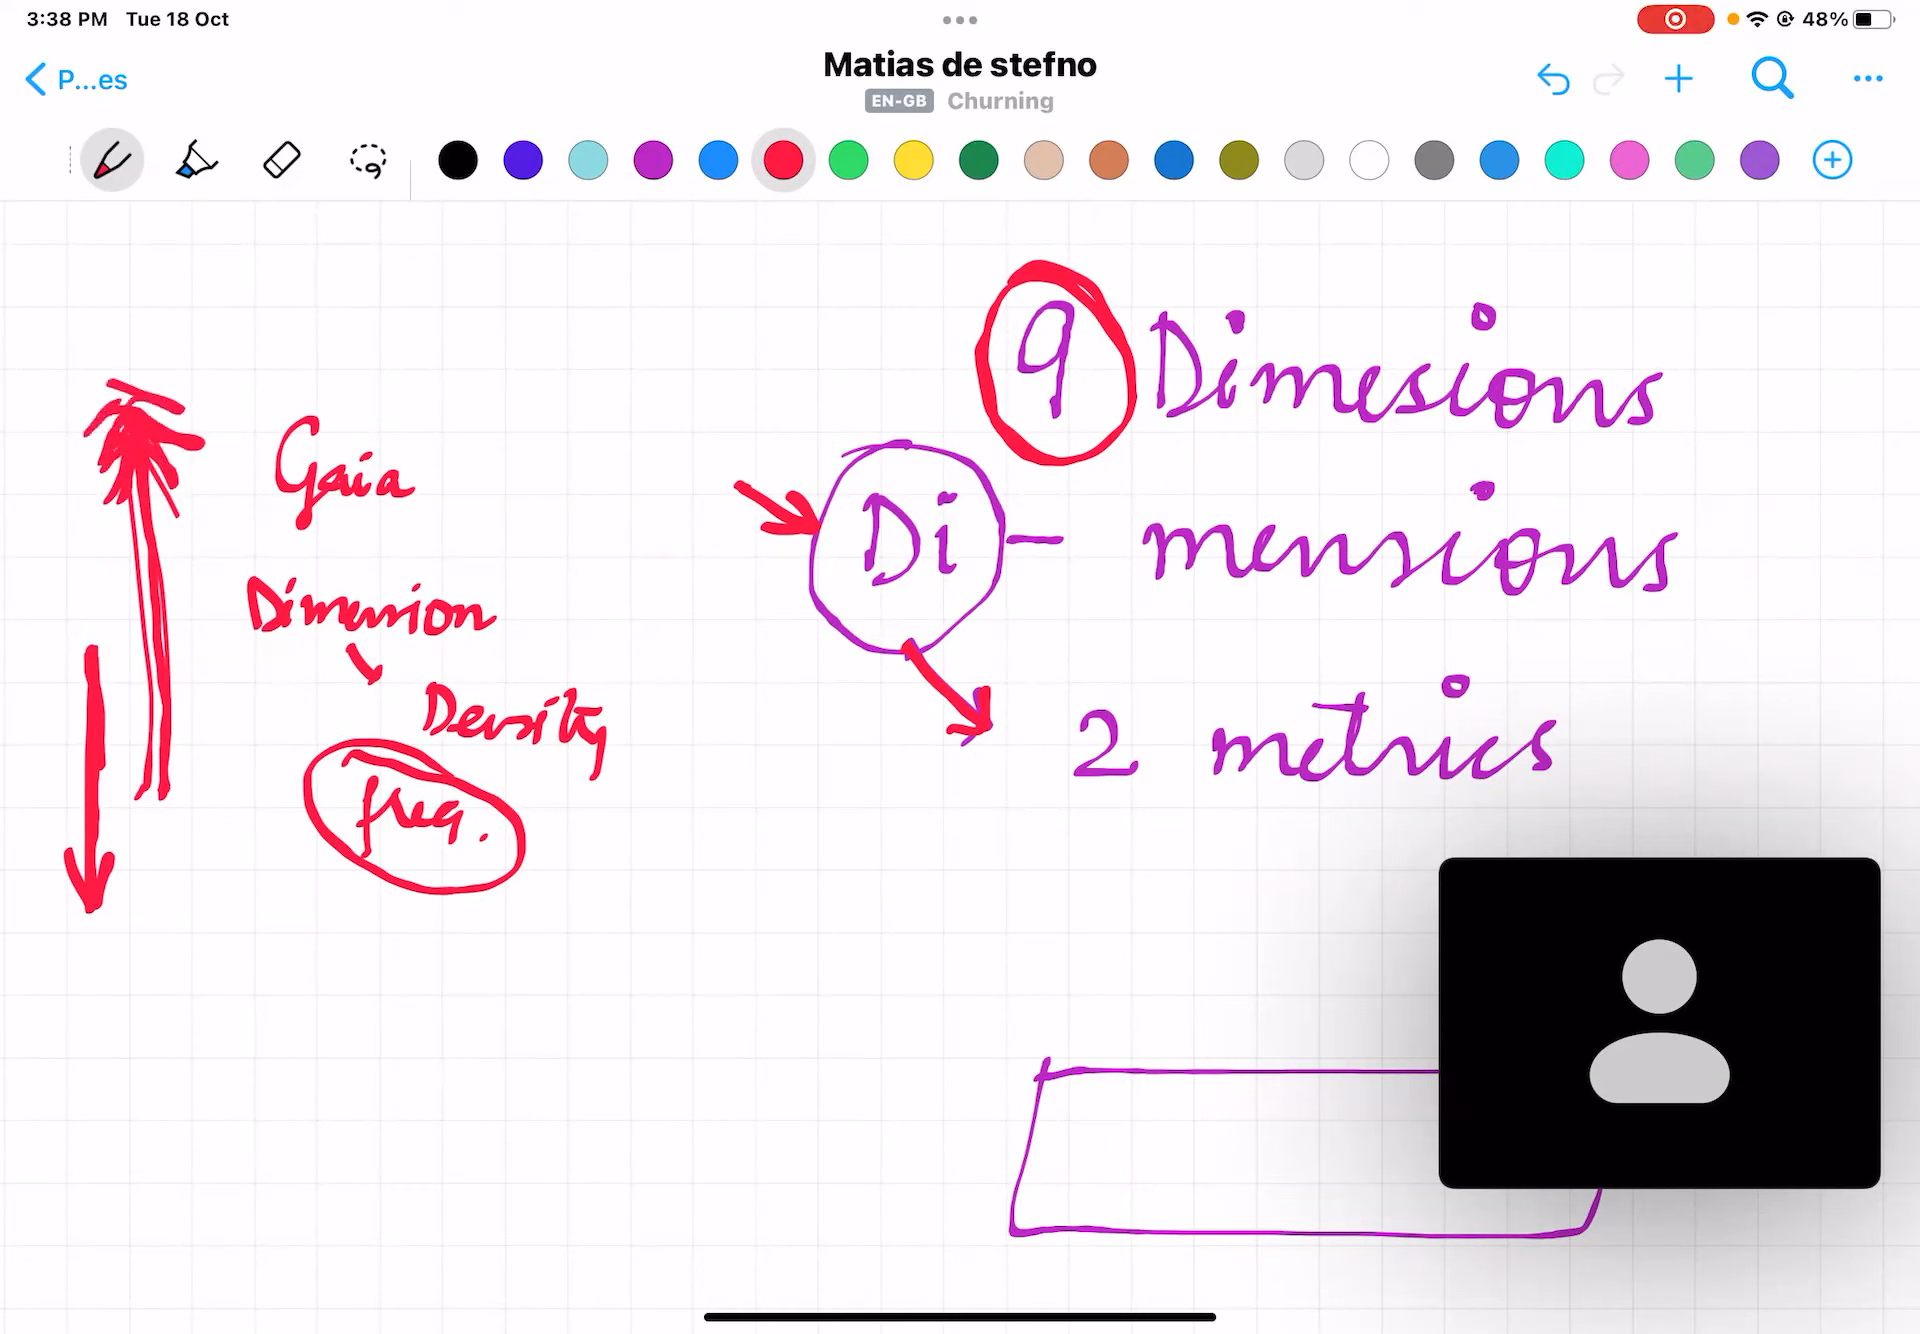 3:38 PM Tue 18 Oct
48%
P...es
Matias de stefno
EN-GB Churning
9 Dimesions
Di - mensions
2 metrics
Gaia
Dimension
Density
freq.